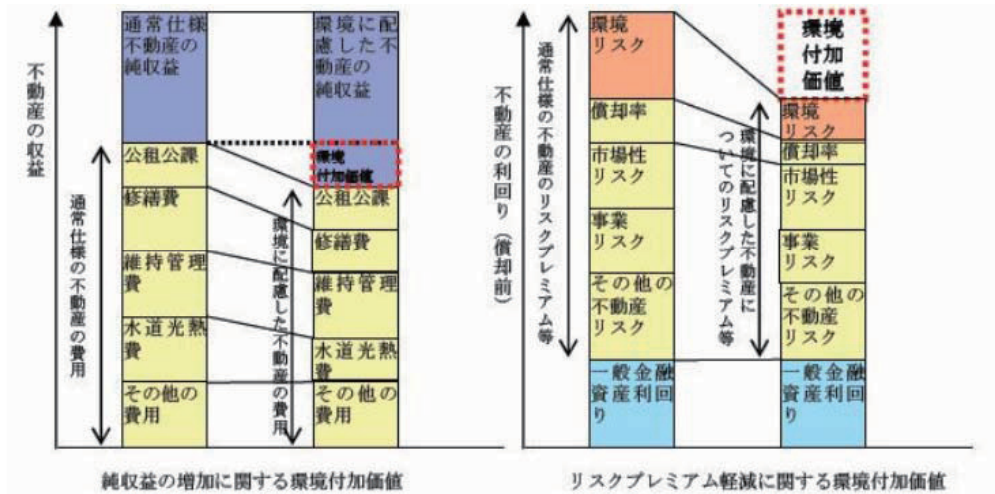 不動産の収益
通常仕様の不動産の費用
通常仕様
不動産の
純収益
公租公課
修繕費
維持管理
費
水道光熱
費
その他の
費用
環境に配慮した不動産の費用
環境に配
慮した不
動産の
純収益
環境
付加価値
公租公課
修繕費
維持管理
費
水道光熱
費
その他の
費用
純収益の増加に関する環境付加価値
不動産の利回り（償却前）
通常仕様の不動産のリスクプレミアム等
環境
リスク
償却率
市場性
リスク
事業
リスク
その他の
不動産
リスク
一般金融
資産利回
り
環境に配慮した不動産に
ついてのリスクプレミアム等
環境
付加
価値
環境
リスク
償却率
市場性
リスク
事業
リスク
その他の
不動産
リスク
一般金融
資産利回
り
リスクプレミアム軽減に関する環境付加価値